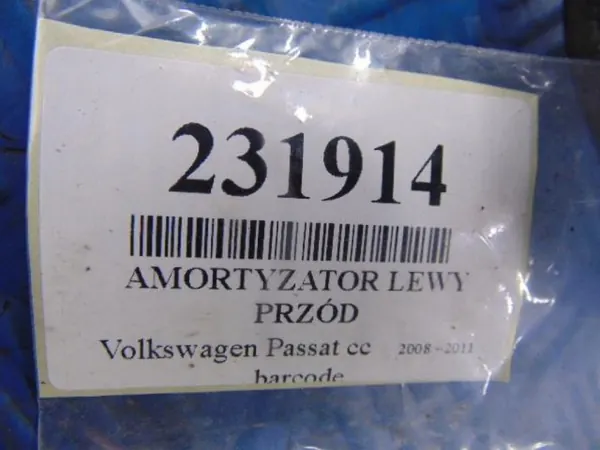 231914
AMORTYZATOR LEWY
PRZÓD
Volkswagen Passat cc 2008 - 2011
barcode